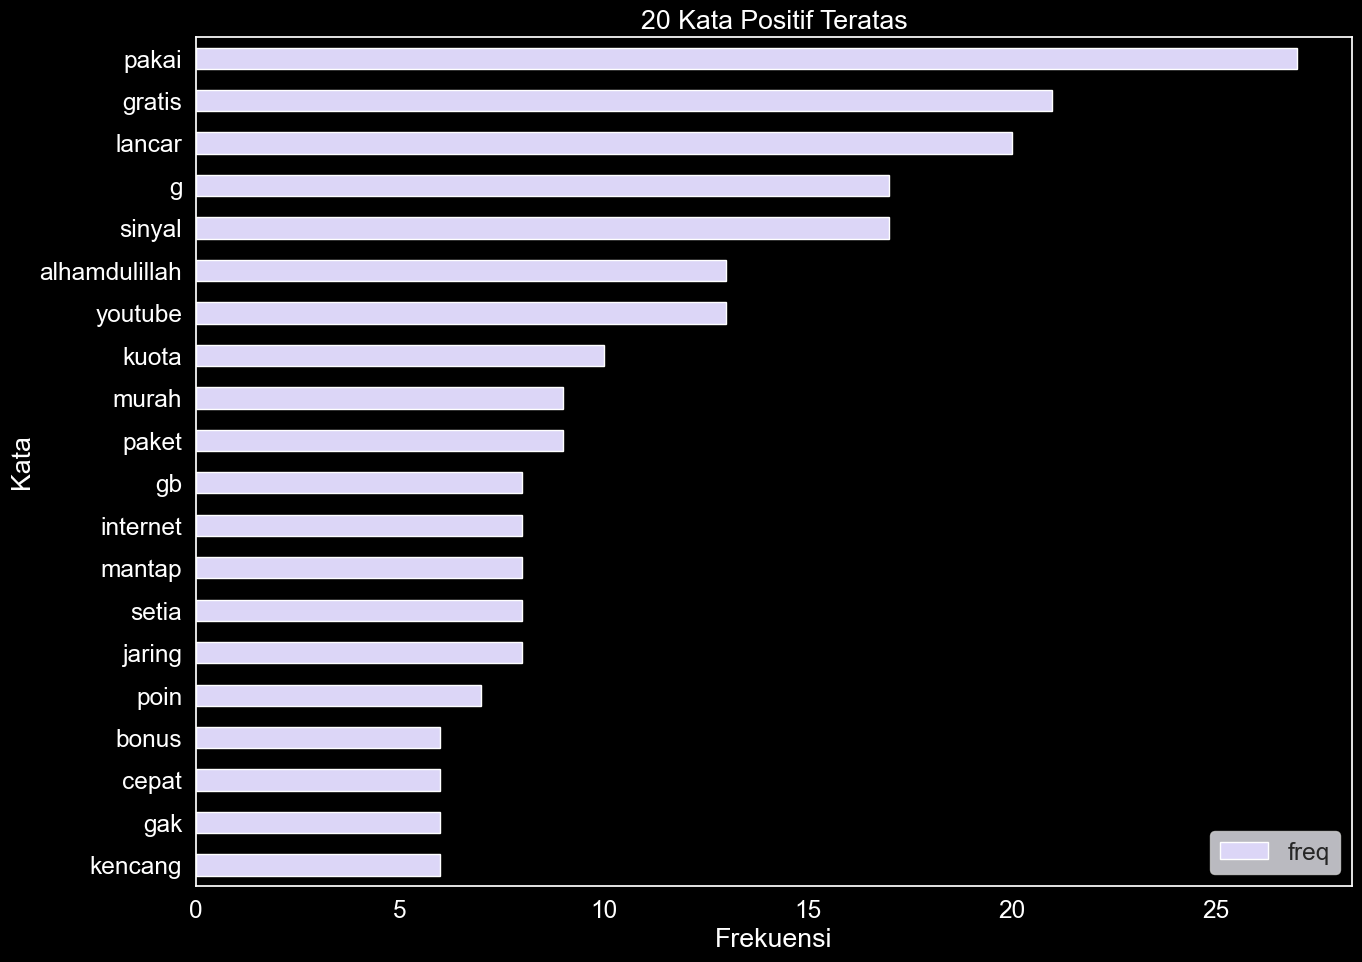 20 Kata Positif Teratas
Kata
pakai
gratis
lancar
g
sinyal
alhamdulillah
youtube
kuota
murah
paket
gb
internet
mantap
setia
jaring
poin
bonus
cepat
gak
kencang
freq
0 5 10 15 20 25
Frekuensi